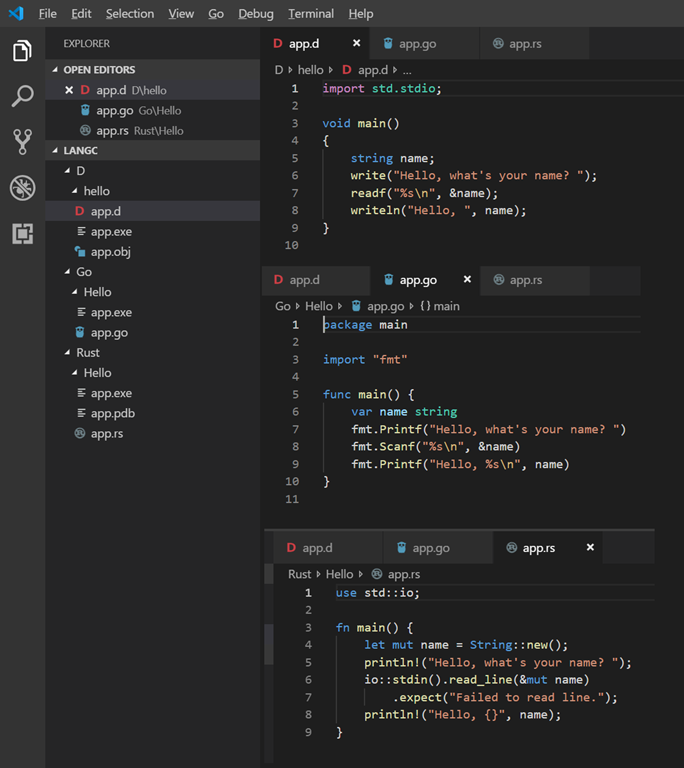 File Edit Selection View Go Debug Terminal Help
EXPLORER
OPEN EDITORS
app.d D\hello
app.go Go\Hello
app.rs Rust\Hello
LANGC
D
hello
app.d
app.exe
app.obj
Go
Hello
app.exe
app.go
Rust
Hello
app.exe
app.pdb
app.rs
app.d app.go app.rs
D hello app.d ...
1 import std.stdio;
2
3 void main()
4 {
5 string name;
6 write("Hello, what's your name? ");
7 readf("%s\n", &name);
8 writeln("Hello, ", name);
9 }
10
app.d app.go app.rs
Go Hello app.go {} main
1 package main
2
3 import "fmt"
4
5 func main() {
6 var name string
7 fmt.Printf("Hello, what's your name? ")
8 fmt.Scanf("%s\n", &name)
9 fmt.Printf("Hello, %s\n", name)
10 }
11
app.d app.go app.rs
Rust Hello app.rs
1 use std::io;
2
3 fn main() {
4 let mut name = String::new();
5 println!("Hello, what's your name? ");
6 io::stdin().read_line(&mut name)
7 .expect("Failed to read line.");
8 println!("Hello, {}", name);
9 }